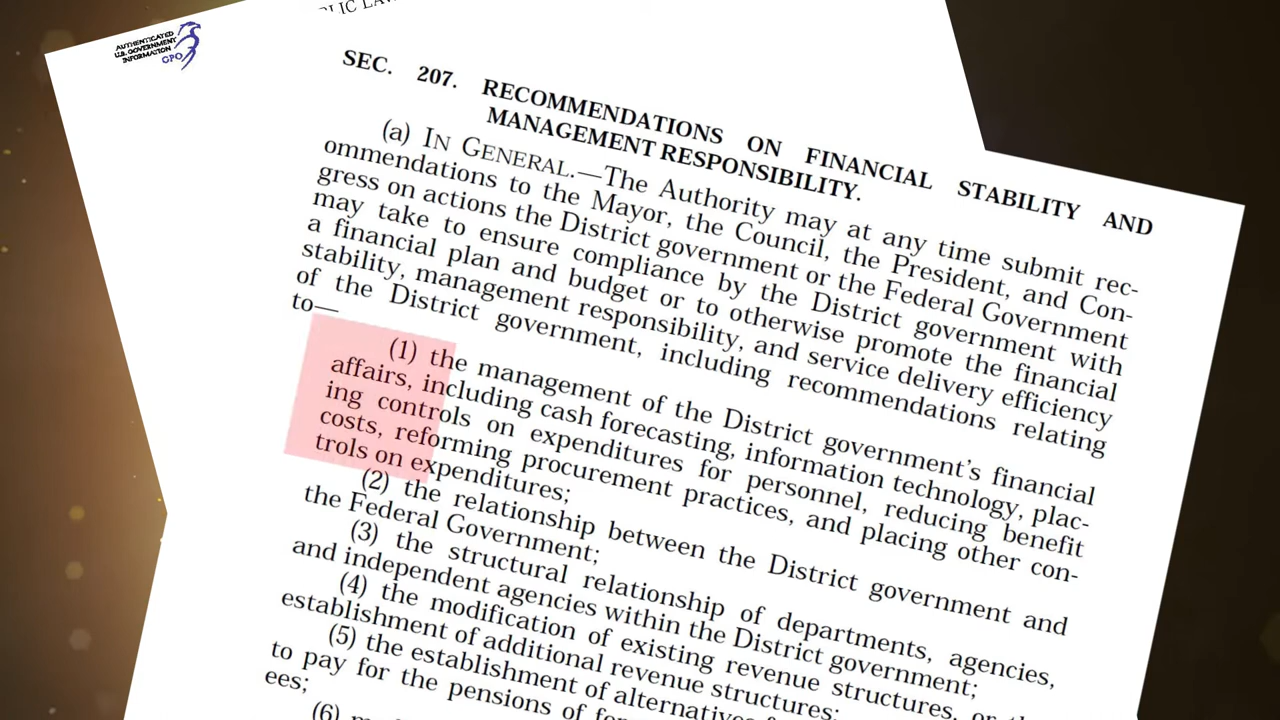 AUTHENTICATED
U.S. GOVERNMENT
INFORMATION
GPO
SEC. 207. RECOMMENDATIONS ON FINANCIAL STABILITY AND
MANAGEMENT RESPONSIBILITY.
(a) IN GENERAL.—The Authority may at any time submit rec-
ommendations to the Mayor, the Council, the President, and Con-
gress on actions the District government or the Federal Government
may take to ensure compliance by the District government with
a financial plan and budget or to otherwise promote the financial
stability, management responsibility, and service delivery efficiency
of the District government, including recommendations relating
to—
(1) the management of the District government's financial
affairs, including cash forecasting, information technology, plac-
ing controls on expenditures for personnel, reducing benefit
costs, reforming procurement practices, and placing other con-
trols on expenditures;
(2) the relationship between the District government and
the Federal Government;
(3) the structural relationship of departments, agencies,
and independent agencies within the District government;
(4) the modification of existing revenue structures, or the
establishment of additional revenue structures;
(5) the establishment of alternatives
to pay for the pensions of
ees;
(6)